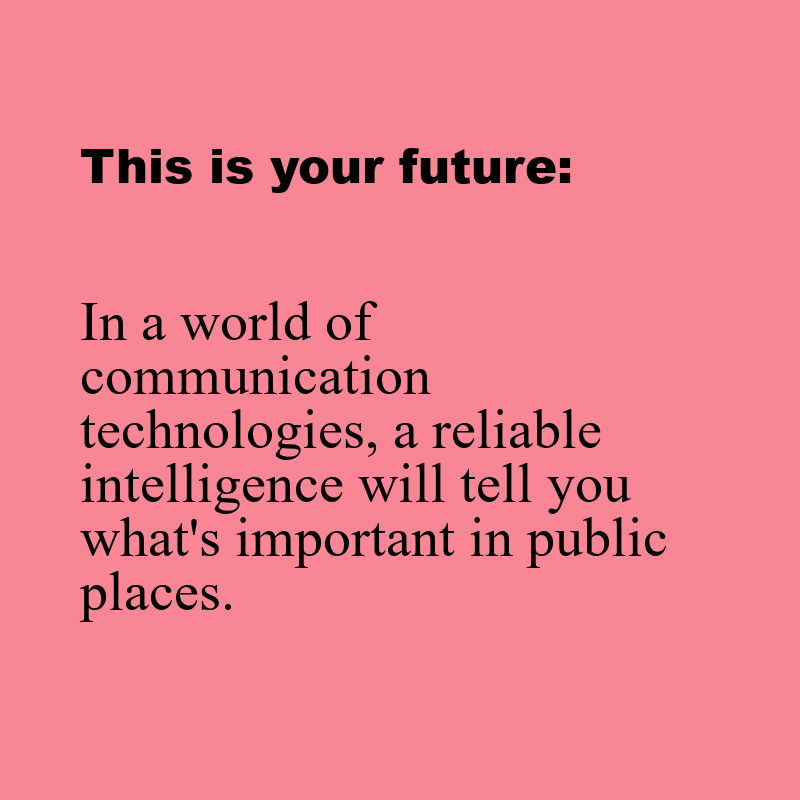 This is your future:
In a world of
communication
technologies, a reliable
intelligence will tell you
what's important in public
places.